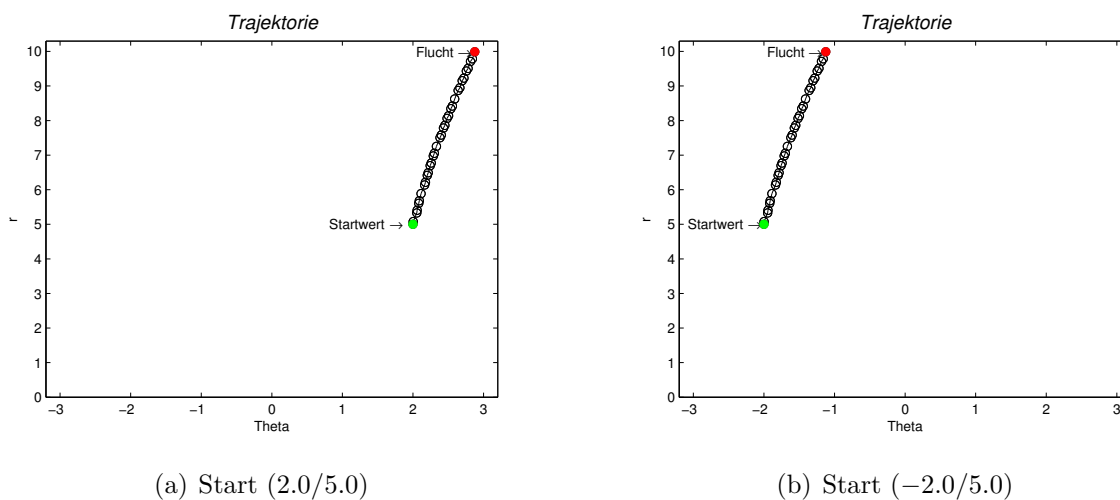 Trajektorie
10
9
8
7
6
5
4
3
2
1
0
r
Flucht →
Startwert →
−3 −2 −1 0 1 2 3
Theta
(a) Start (2.0/5.0)
Trajektorie
10
9
8
7
6
5
4
3
2
1
0
r
Flucht →
Startwert →
−3 −2 −1 0 1 2 3
Theta
(b) Start (−2.0/5.0)